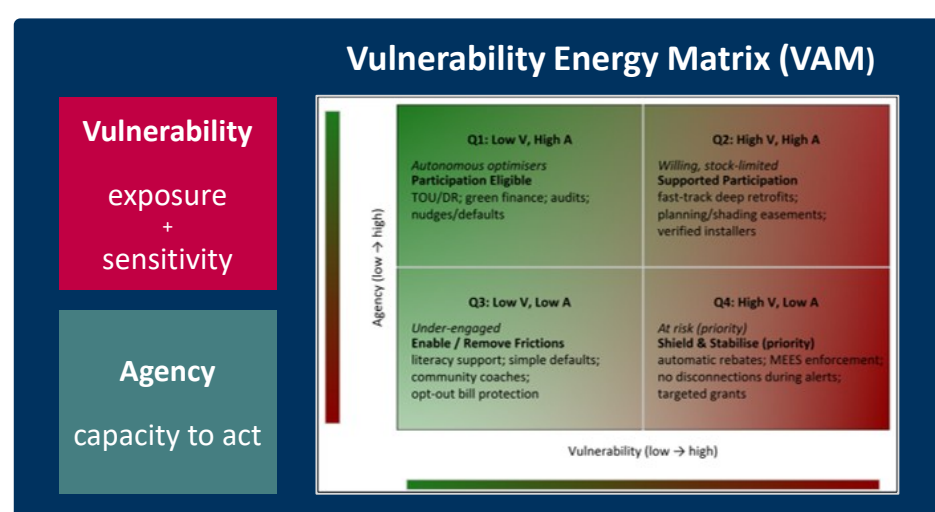 Vulnerability Energy Matrix (VAM)
Vulnerability
exposure
+
sensitivity
Agency
capacity to act
Agency (low → high)
Q1: Low V, High A
Autonomous optimisers
Participation Eligible
TOU/DR; green finance; audits;
nudges/defaults
Q2: High V, High A
Willing, stock-limited
Supported Participation
fast-track deep retrofits;
planning/shading easements;
verified installers
Q3: Low V, Low A
Under-engaged
Enable / Remove Frictions
literacy support; simple defaults;
community coaches;
opt-out bill protection
Q4: High V, Low A
At risk (priority)
Shield & Stabilise (priority)
automatic rebates; MEES enforcement;
no disconnections during alerts;
targeted grants
Vulnerability (low → high)